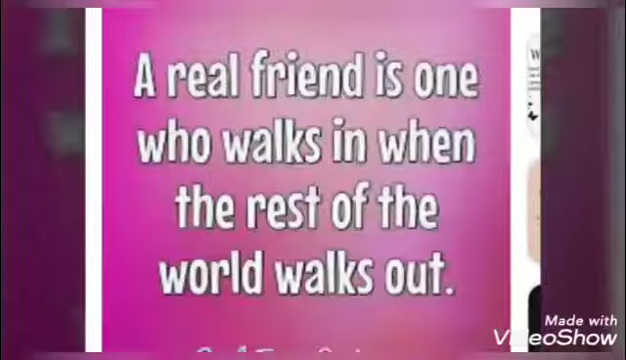 A real friend is one
who walks in when
the rest of the
world walks out.
Made with
VideoShow